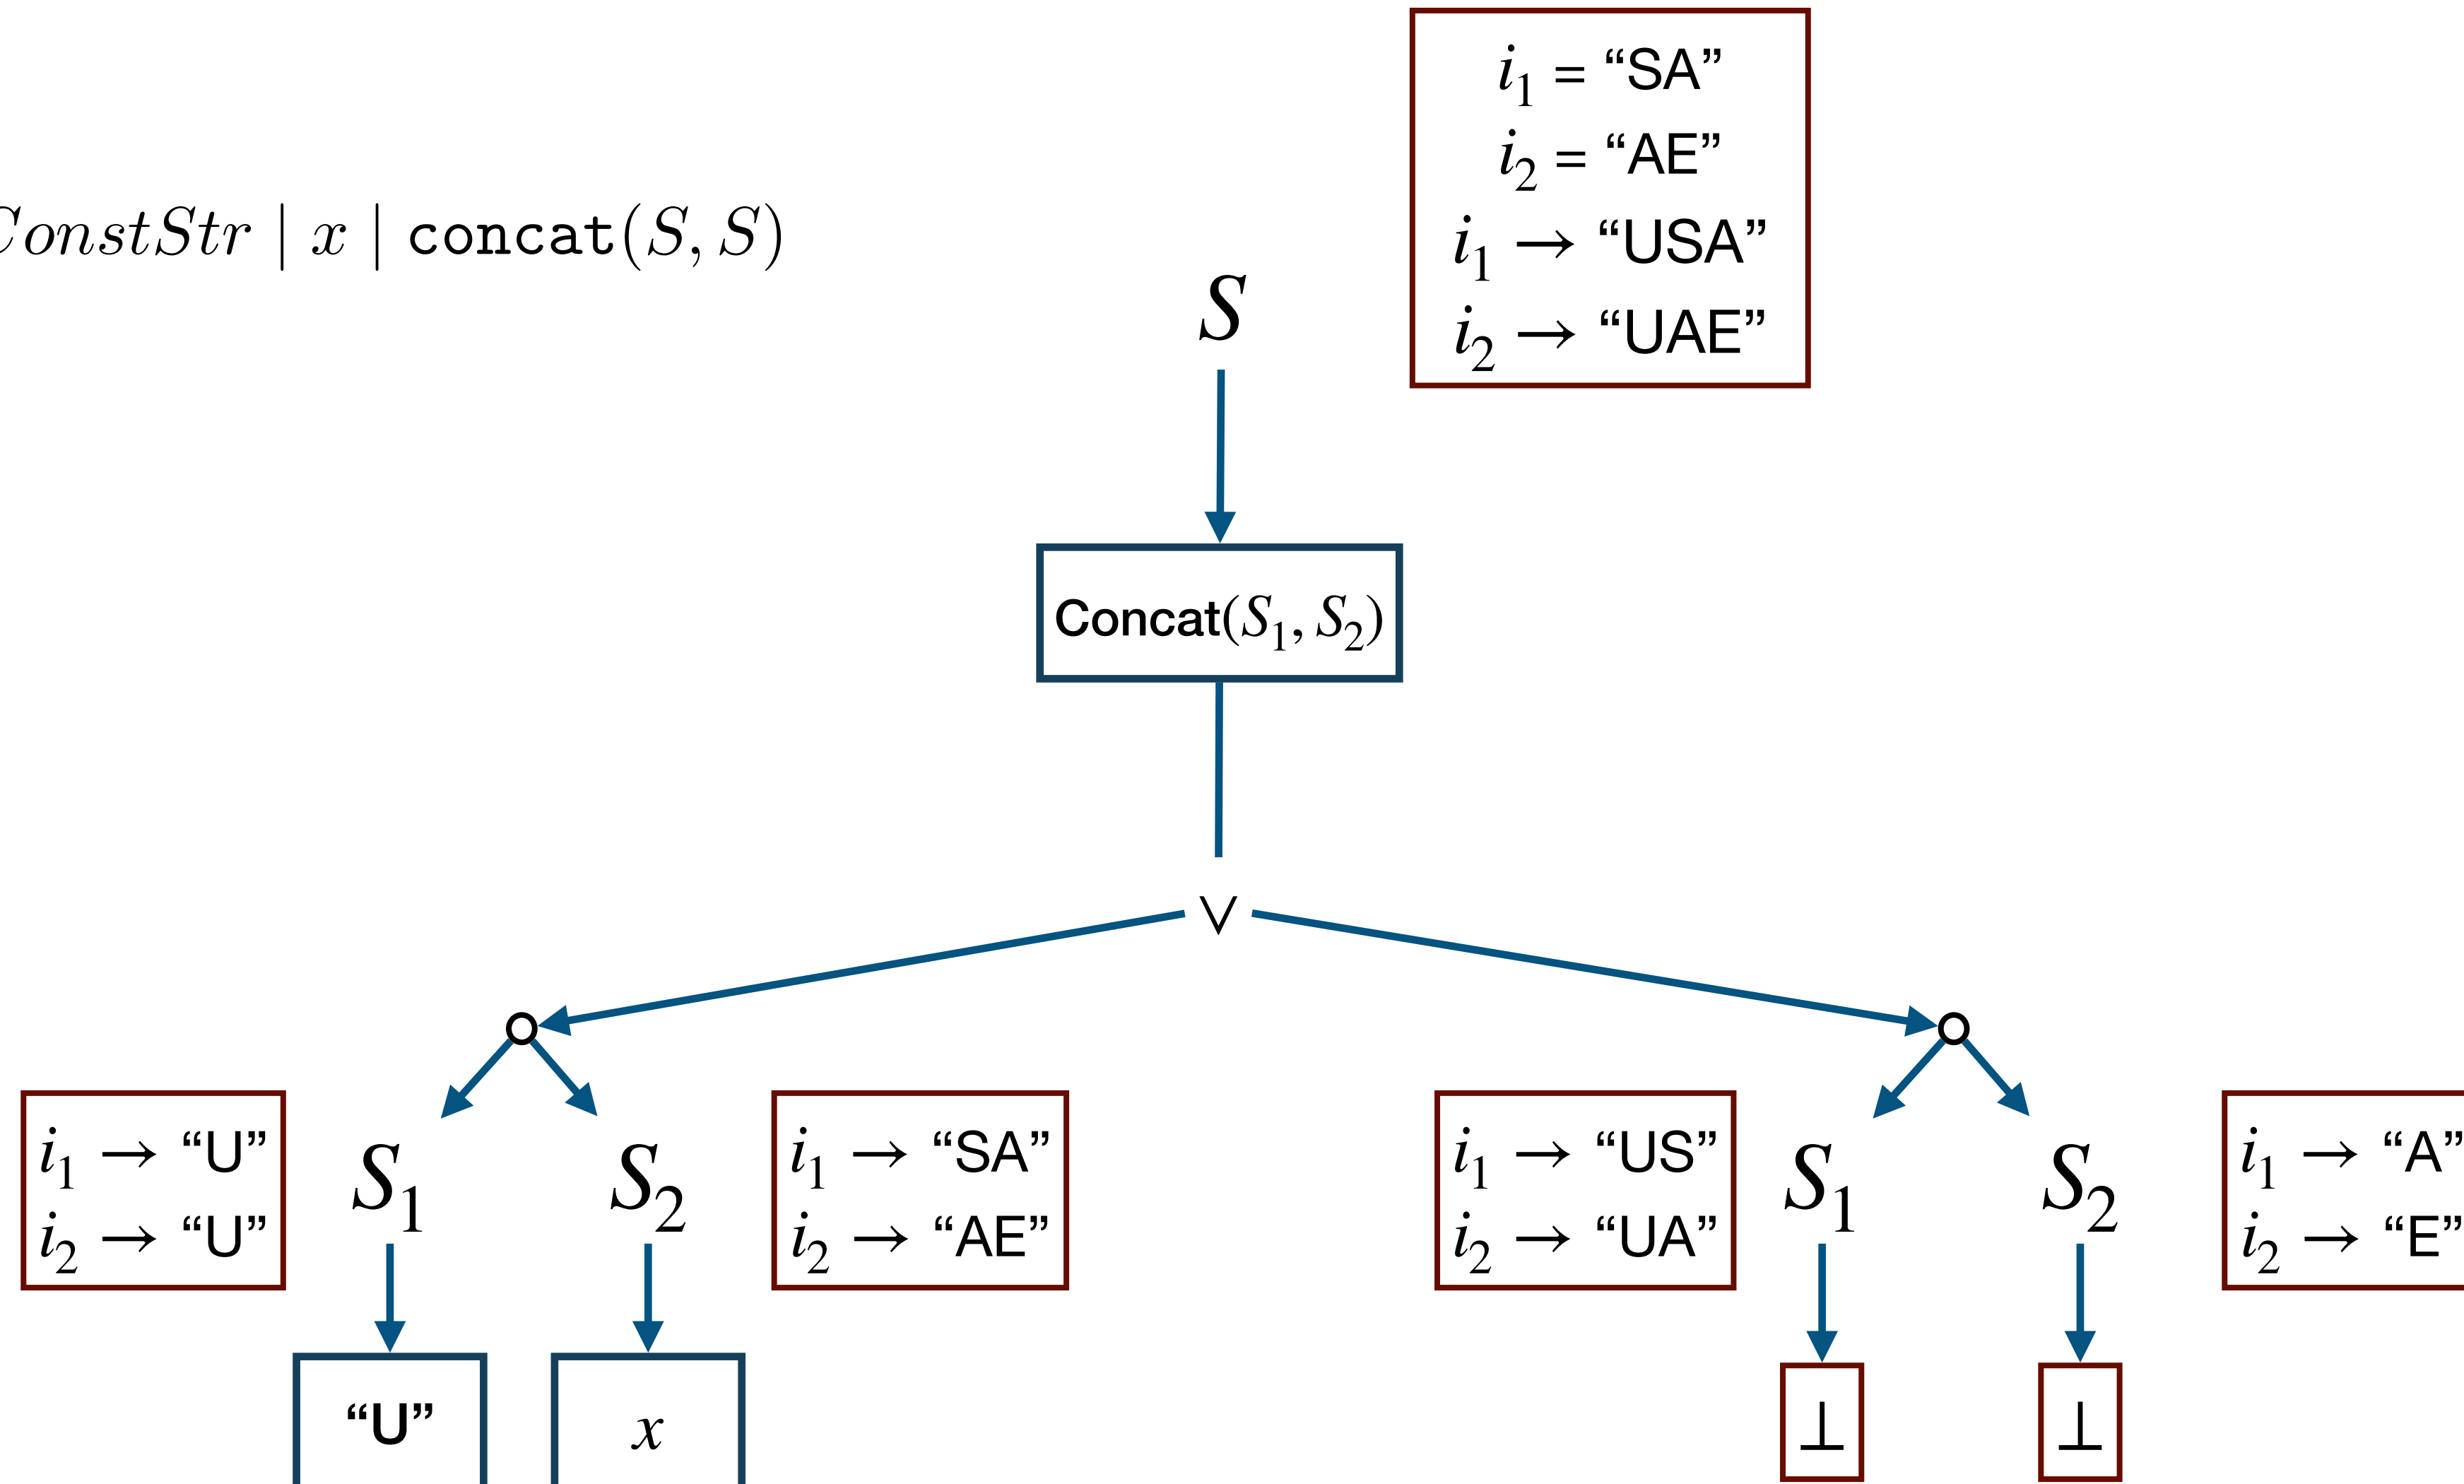 i₁ = “SA”
i₂ = “AE”
i₁ → “USA”
i₂ → “UAE”
ConstStr | x | concat(S, S)
S
Concat(S₁, S₂)
∨
i₁ → “U”
i₂ → “U”
S₁
S₂
i₁ → “SA”
i₂ → “AE”
i₁ → “US”
i₂ → “UA”
S₁
S₂
i₁ → “A”
i₂ → “E”
“U”
x
⊥
⊥